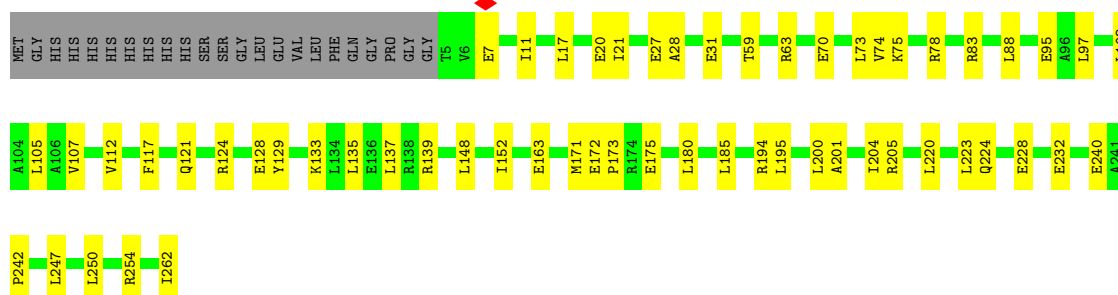 MET GLY HIS HIS HIS HIS HIS HIS HIS HIS SER SER GLY LEU GLU VAL LEU PHE GLN GLY PRO GLY GLY T5 V6 E7 I11 L17 E20 I21 E27 A28 E31 T59 R63 E70 L73 V74 K75 R78 R83 L88 E95 A96 L97
A104 L105 A106 V107 V112 F117 Q121 R124 E128 Y129 K133 L134 L135 E136 L137 R138 R139 L148 I152 E163 M171 E172 P173 R174 E175 L180 L185 R194 L195 L200 A201 I204 R205 L220 L223 Q224 E228 E232 E240 A241
P242 L247 L250 R254 I262